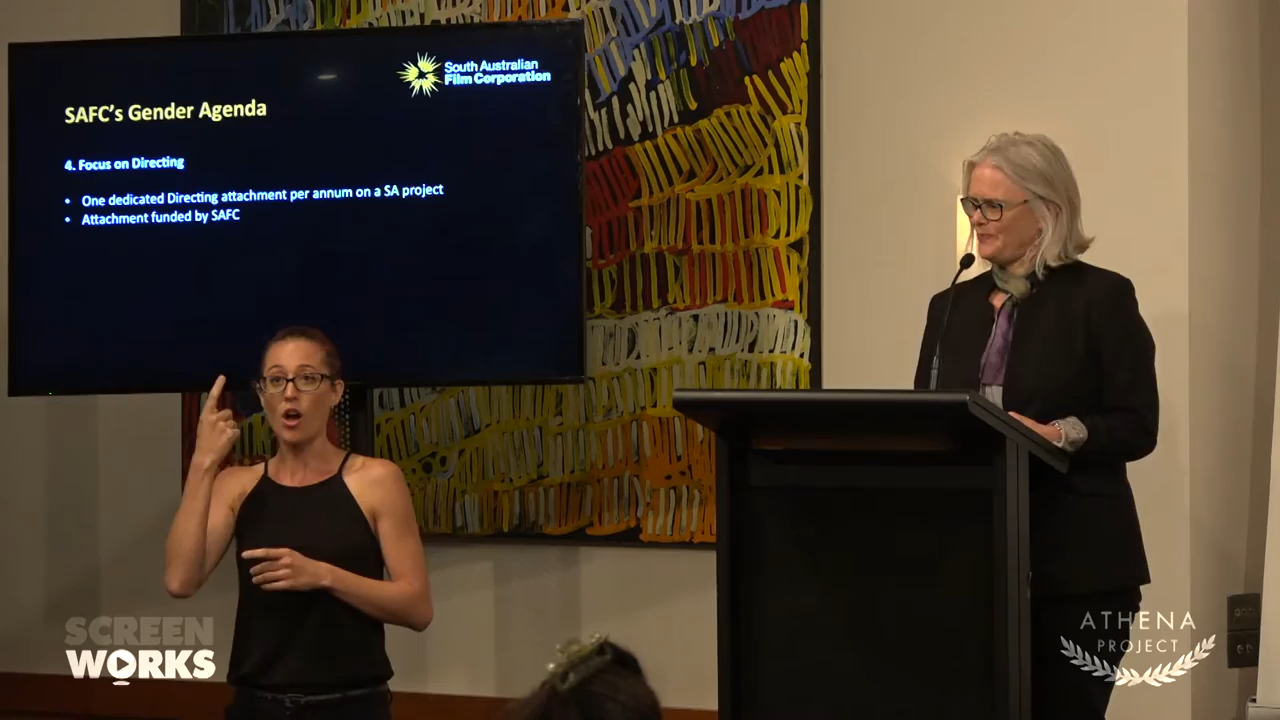 South Australian
Film Corporation
SAFC's Gender Agenda
4. Focus on Directing
• One dedicated Directing attachment per annum on a SA project
• Attachment funded by SAFC
SCREEN
WORKS
ATHENA
PROJECT